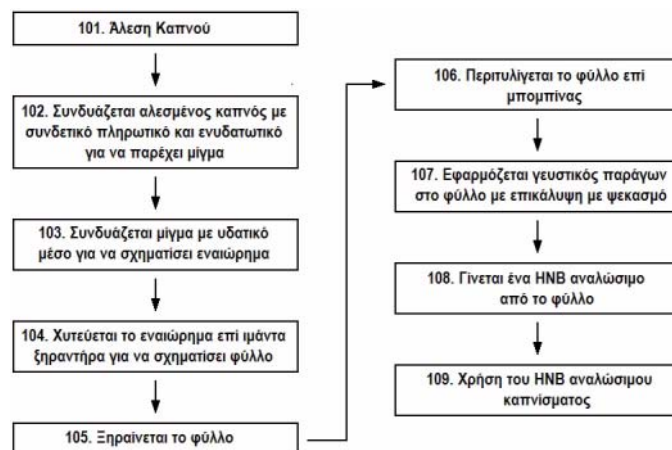 101. Άλεση Καπνού
102. Συνδυάζεται αλεσμένος καπνός με
συνδετικό πληρωτικό και ενυδατωτικό
για να παρέχει μίγμα
103. Συνδυάζεται μίγμα με υδατικό
μέσο για να σχηματίσει εναιώρημα
104. Χυτεύεται το εναιώρημα επί ιμάντα
ξηραντήρα για να σχηματίσει φύλλο
105. Ξηραίνεται το φύλλο
106. Περιτυλίγεται το φύλλο επί
μπομπίνας
107. Εφαρμόζεται γευστικός παράγων
στο φύλλο με επικάλυψη με ψεκασμό
108. Γίνεται ένα HNB αναλώσιμο
από το φύλλο
109. Χρήση του HNB αναλώσιμου
καπνίσματος